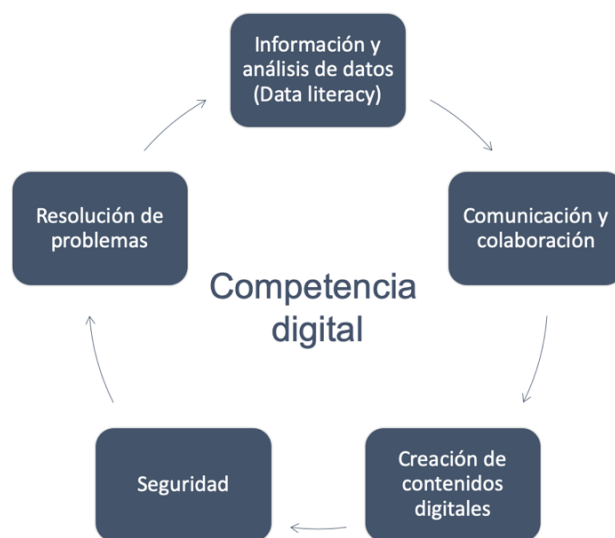 Información y
análisis de datos
(Data literacy)
Comunicación y
colaboración
Creación de
contenidos
digitales
Seguridad
Resolución de
problemas
Competencia
digital